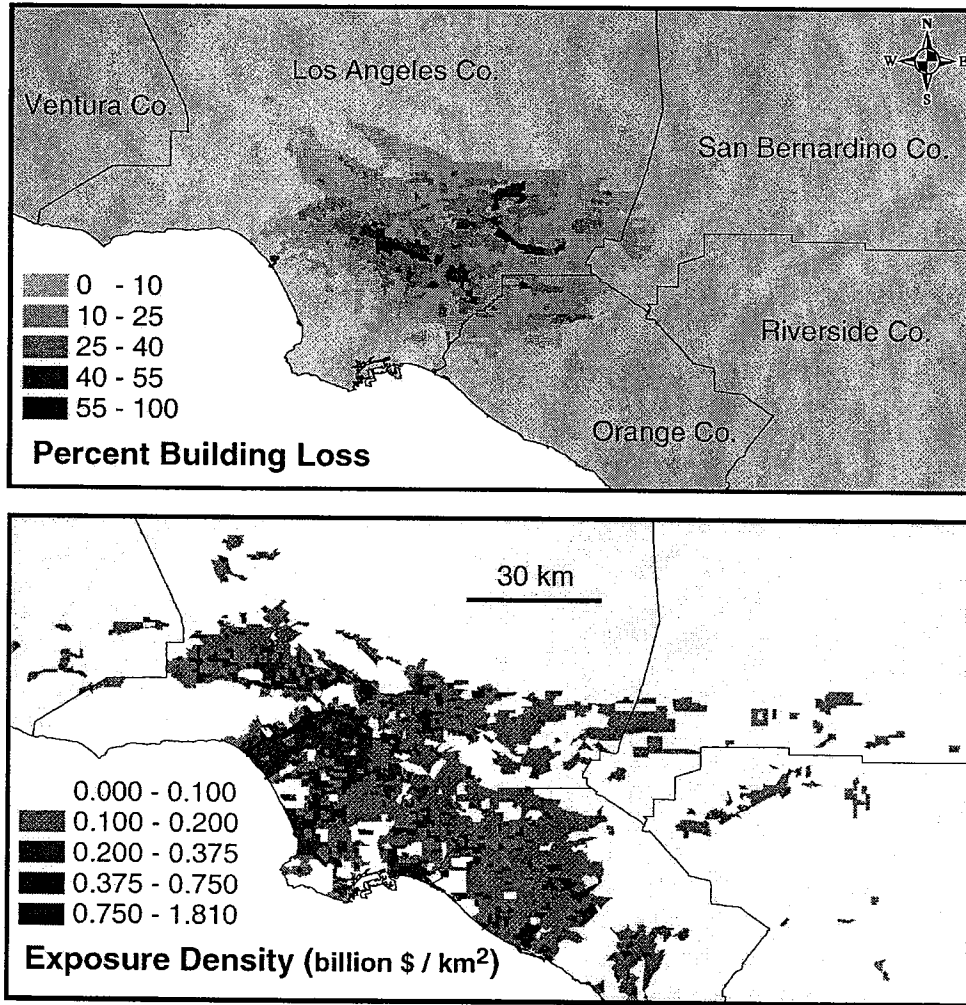 N
W E
S
Los Angeles Co.
Ventura Co.
San Bernardino Co.
Riverside Co.
Orange Co.
0 - 10
10 - 25
25 - 40
40 - 55
55 - 100
Percent Building Loss
30 km
0.000 - 0.100
0.100 - 0.200
0.200 - 0.375
0.375 - 0.750
0.750 - 1.810
Exposure Density (billion $ / km²)